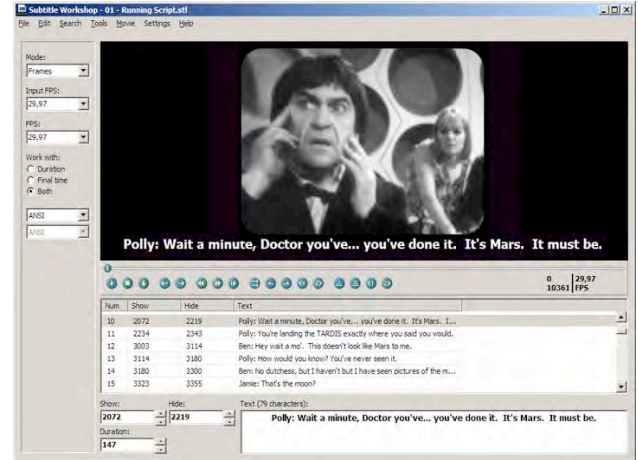 Subtitle Workshop - 01 - Running Script.stl
File Edit Search Tools Movie Settings Help
Mode:
Frames
Input FPS:
29,97
FPS:
29,97
Work with:
Duration
Final time
Both
ANSI
ANSI
Polly: Wait a minute, Doctor you've... you've done it. It's Mars. It must be.
0 29,97
10361 FPS
Num Show Hide Text
10 2072 2219 Polly: Wait a minute, Doctor you've... you've done it. It's Mars. I...
11 2234 2343 Polly: You're landing the TARDIS exactly where you said you would.
12 3003 3114 Ben: Hey wait a mo'. This doesn't look like Mars to me.
13 3114 3180 Polly: How would you know? You've never seen it.
14 3180 3300 Ben: No dutchess, but I haven't but I have seen pictures of the m...
15 3323 3355 Jamie: That's the moon?
Show: Hide: Text (79 characters):
2072 2219 Polly: Wait a minute, Doctor you've... you've done it. It's Mars. It must be.
Duration:
147